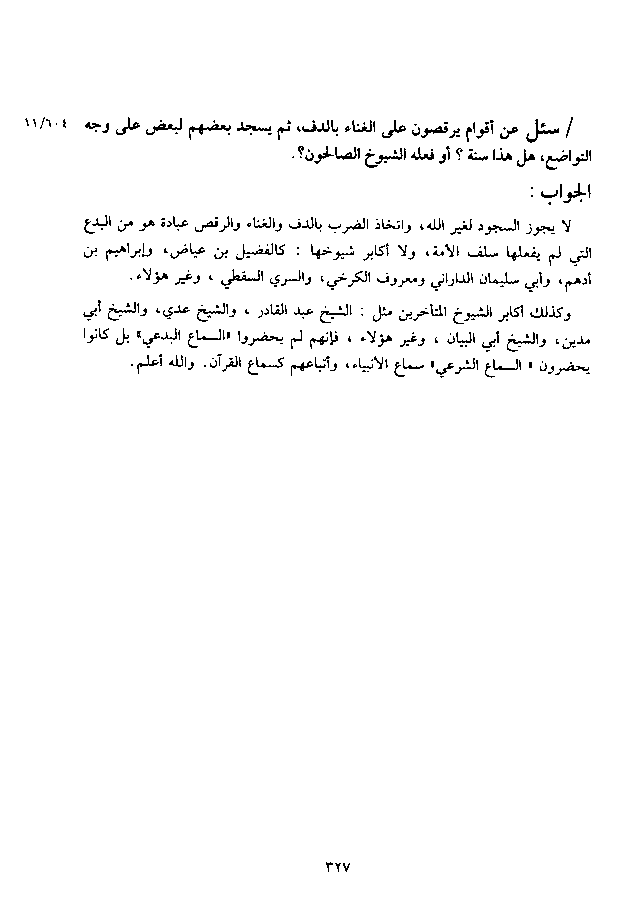 / سئل عن أقوام يرقصون على الغناء بالدف، ثم يسجد بعضهم لبعض على وجه ١١/٦٠٤
التواضع، هل هذا سنة ؟ أو فعله الشيوخ الصالحون؟.
الجواب :
لا يجوز السجود لغير الله، واتخاذ الضرب بالدف والغناء والرقص عبادة هو من البدع
التي لم يفعلها سلف الأمة، ولا أكابر شيوخها : كالفضيل بن عياض، وإبراهيم بن
أدهم، وأبي سليمان الداراني ومعروف الكرخي، والسري السقطي ، وغير هؤلاء.
وكذلك أكابر الشيوخ المتأخرين مثل : الشيخ عبد القادر ، والشيخ عدي، والشيخ أبي
مدين، والشيخ أبي البيان ، وغير هؤلاء ، فإنهم لم يحضروا «السماع البدعي» بل كانوا
يحضرون « السماع الشرعي» سماع الأنبياء، وأتباعهم كسماع القرآن. والله أعلم.
٣٢٧